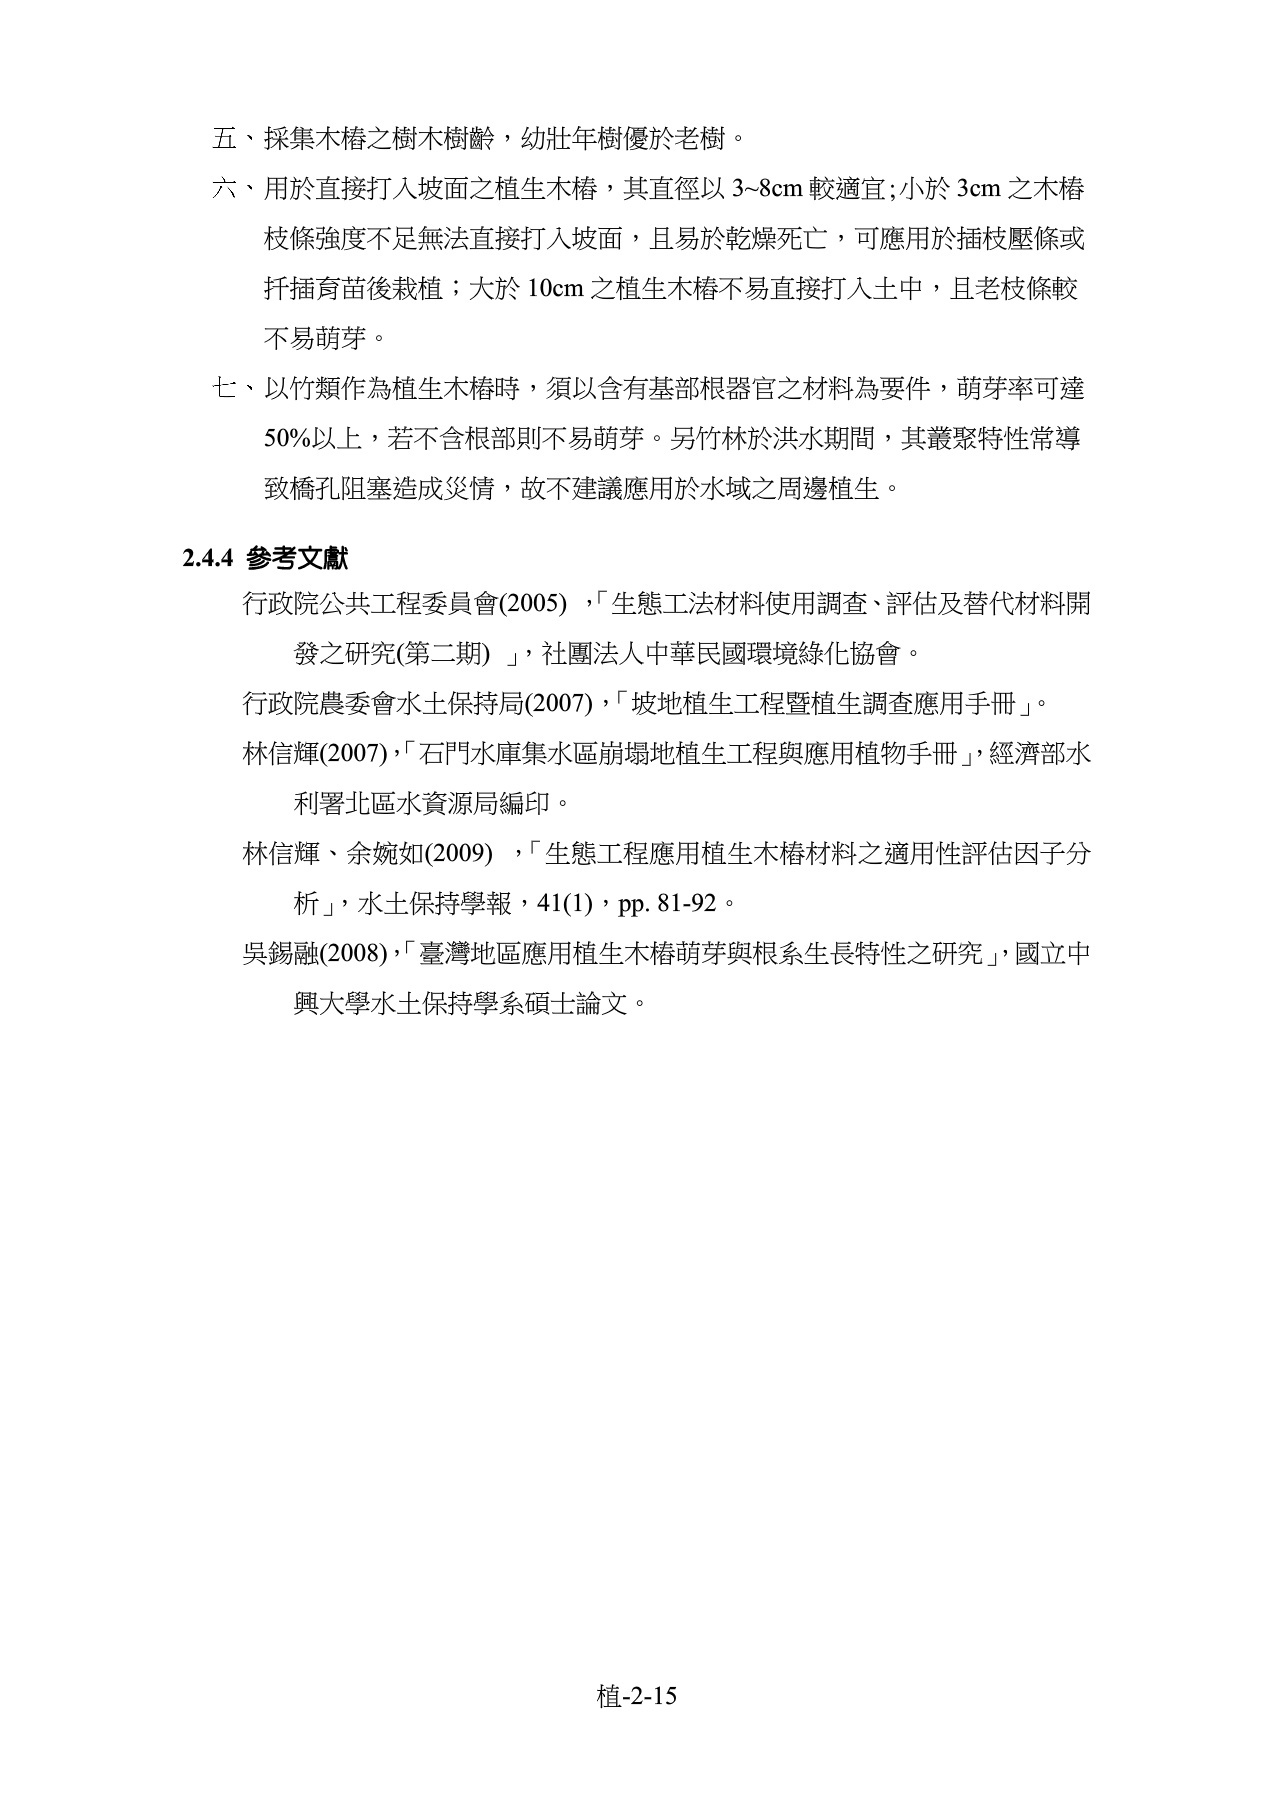 五、採集木樁之樹木樹齡，幼壯年樹優於老樹。
六、用於直接打入坡面之植生木樁，其直徑以 3~8cm 較適宜;小於 3cm 之木樁
枝條強度不足無法直接打入坡面，且易於乾燥死亡，可應用於插枝壓條或
扦插育苗後栽植；大於 10cm 之植生木樁不易直接打入土中，且老枝條較
不易萌芽。
七、以竹類作為植生木樁時，須以含有基部根器官之材料為要件，萌芽率可達
50%以上，若不含根部則不易萌芽。另竹林於洪水期間，其叢聚特性常導
致橋孔阻塞造成災情，故不建議應用於水域之周邊植生。
2.4.4 參考文獻
行政院公共工程委員會(2005) ，「生態工法材料使用調查、評估及替代材料開
發之研究(第二期) 」，社團法人中華民國環境綠化協會。
行政院農委會水土保持局(2007)，「坡地植生工程暨植生調查應用手冊」。
林信輝(2007)，「石門水庫集水區崩塌地植生工程與應用植物手冊」，經濟部水
利署北區水資源局編印。
林信輝、余婉如(2009) ，「生態工程應用植生木樁材料之適用性評估因子分
析」，水土保持學報，41(1)，pp. 81-92。
吳錫融(2008)，「臺灣地區應用植生木樁萌芽與根系生長特性之研究」，國立中
興大學水土保持學系碩士論文。
植-2-15